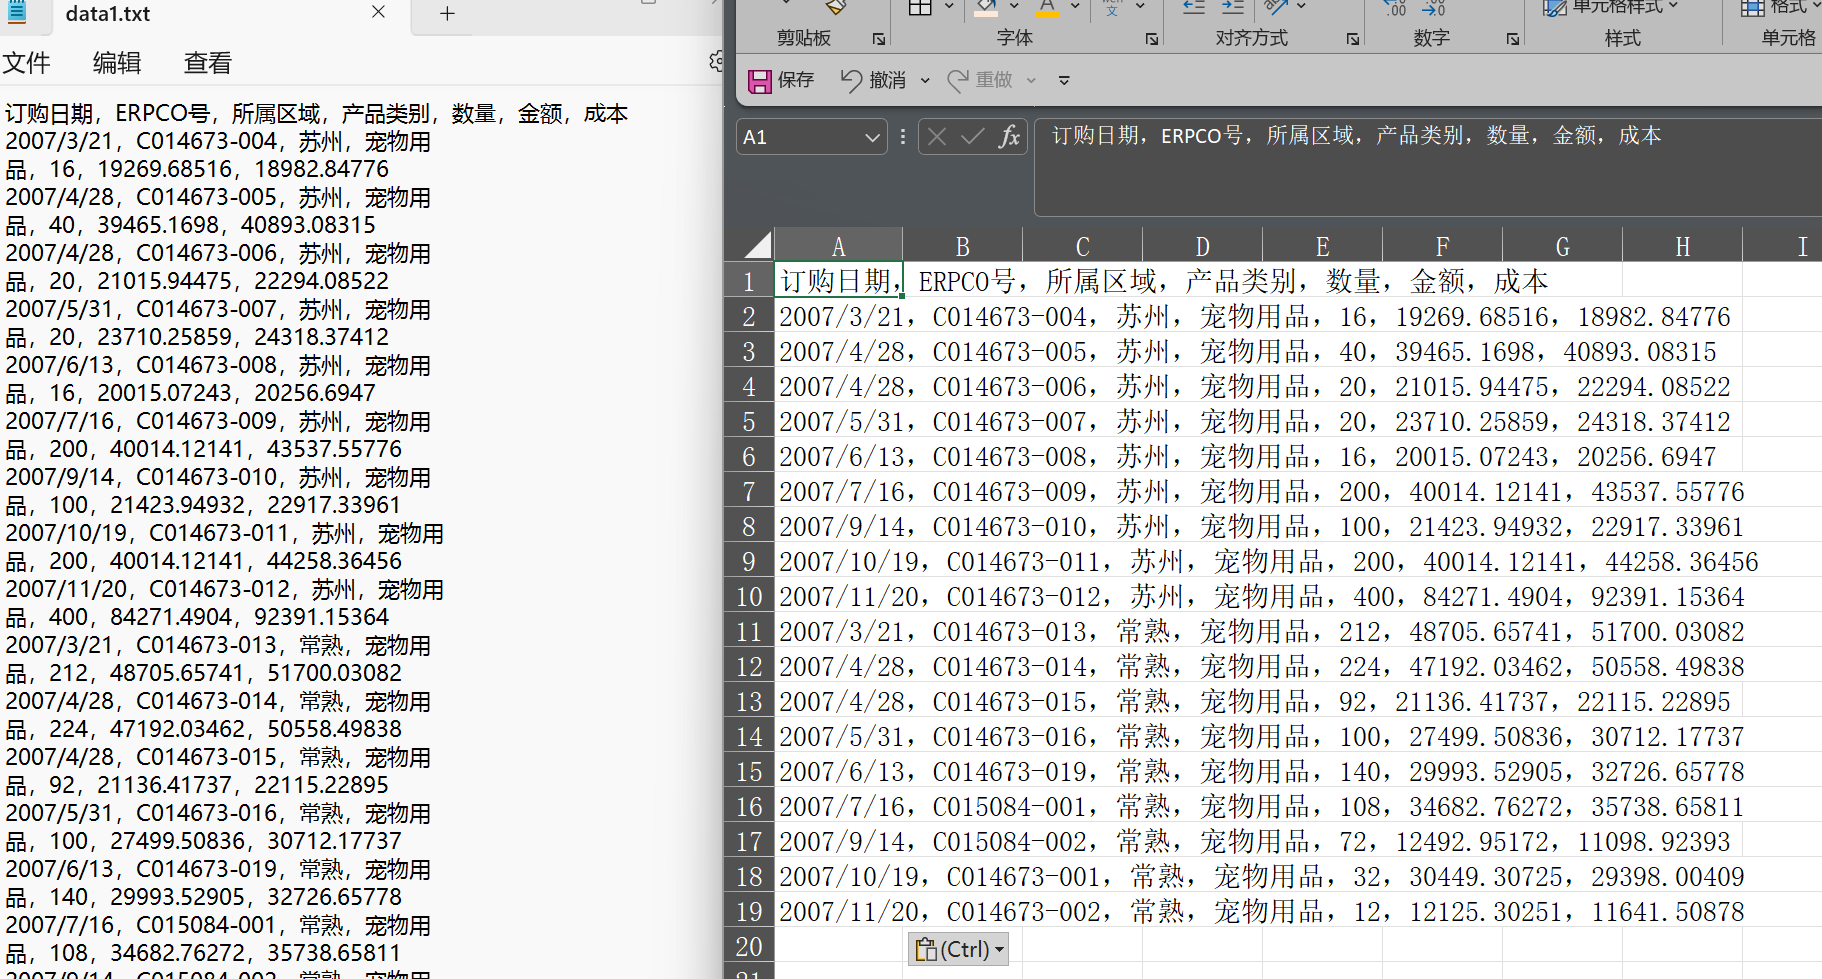 data1.txt
文件 编辑 查看
订购日期，ERPCO号，所属区域，产品类别，数量，金额，成本
2007/3/21，C014673-004，苏州，宠物用
品，16，19269.68516，18982.84776
2007/4/28，C014673-005，苏州，宠物用
品，40，39465.1698，40893.08315
2007/4/28，C014673-006，苏州，宠物用
品，20，21015.94475，22294.08522
2007/5/31，C014673-007，苏州，宠物用
品，20，23710.25859，24318.37412
2007/6/13，C014673-008，苏州，宠物用
品，16，20015.07243，20256.6947
2007/7/16，C014673-009，苏州，宠物用
品，200，40014.12141，43537.55776
2007/9/14，C014673-010，苏州，宠物用
品，100，21423.94932，22917.33961
2007/10/19，C014673-011，苏州，宠物用
品，200，40014.12141，44258.36456
2007/11/20，C014673-012，苏州，宠物用
品，400，84271.4904，92391.15364
2007/3/21，C014673-013，常熟，宠物用
品，212，48705.65741，51700.03082
2007/4/28，C014673-014，常熟，宠物用
品，224，47192.03462，50558.49838
2007/4/28，C014673-015，常熟，宠物用
品，92，21136.41737，22115.22895
2007/5/31，C014673-016，常熟，宠物用
品，100，27499.50836，30712.17737
2007/6/13，C014673-019，常熟，宠物用
品，140，29993.52905，32726.65778
2007/7/16，C015084-001，常熟，宠物用
品，108，34682.76272，35738.65811
2007/9/14，C015084-002，常熟，宠物用
单元格样式 格式
剪贴板 字体 对齐方式 数字 样式 单元格
保存 撤消 重做
A1 fx 订购日期，ERPCO号，所属区域，产品类别，数量，金额，成本
A B C D E F G H I
1 订购日期，ERPCO号，所属区域，产品类别，数量，金额，成本
2 2007/3/21，C014673-004，苏州，宠物用品，16，19269.68516，18982.84776
3 2007/4/28，C014673-005，苏州，宠物用品，40，39465.1698，40893.08315
4 2007/4/28，C014673-006，苏州，宠物用品，20，21015.94475，22294.08522
5 2007/5/31，C014673-007，苏州，宠物用品，20，23710.25859，24318.37412
6 2007/6/13，C014673-008，苏州，宠物用品，16，20015.07243，20256.6947
7 2007/7/16，C014673-009，苏州，宠物用品，200，40014.12141，43537.55776
8 2007/9/14，C014673-010，苏州，宠物用品，100，21423.94932，22917.33961
9 2007/10/19，C014673-011，苏州，宠物用品，200，40014.12141，44258.36456
10 2007/11/20，C014673-012，苏州，宠物用品，400，84271.4904，92391.15364
11 2007/3/21，C014673-013，常熟，宠物用品，212，48705.65741，51700.03082
12 2007/4/28，C014673-014，常熟，宠物用品，224，47192.03462，50558.49838
13 2007/4/28，C014673-015，常熟，宠物用品，92，21136.41737，22115.22895
14 2007/5/31，C014673-016，常熟，宠物用品，100，27499.50836，30712.17737
15 2007/6/13，C014673-019，常熟，宠物用品，140，29993.52905，32726.65778
16 2007/7/16，C015084-001，常熟，宠物用品，108，34682.76272，35738.65811
17 2007/9/14，C015084-002，常熟，宠物用品，72，12492.95172，11098.92393
18 2007/10/19，C014673-001，常熟，宠物用品，32，30449.30725，29398.00409
19 2007/11/20，C014673-002，常熟，宠物用品，12，12125.30251，11641.50878
20 (Ctrl)